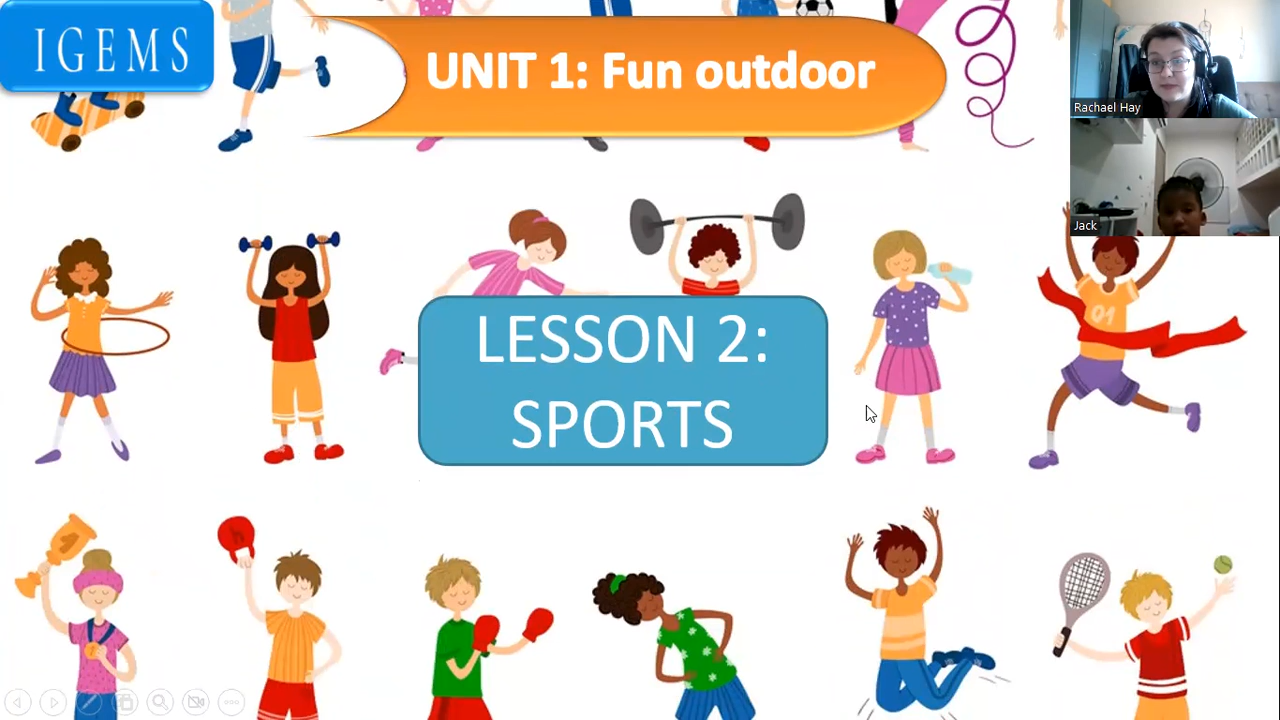 IGEMS
UNIT 1: Fun outdoor
Rachael Hay
Jack
01
LESSON 2:
SPORTS